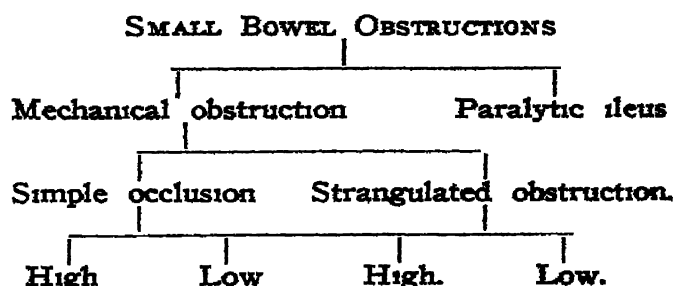 SMALL BOWEL OBSTRUCTIONS
Mechanical obstruction Paralytic ileus
Simple occlusion Strangulated obstruction.
High Low High. Low.